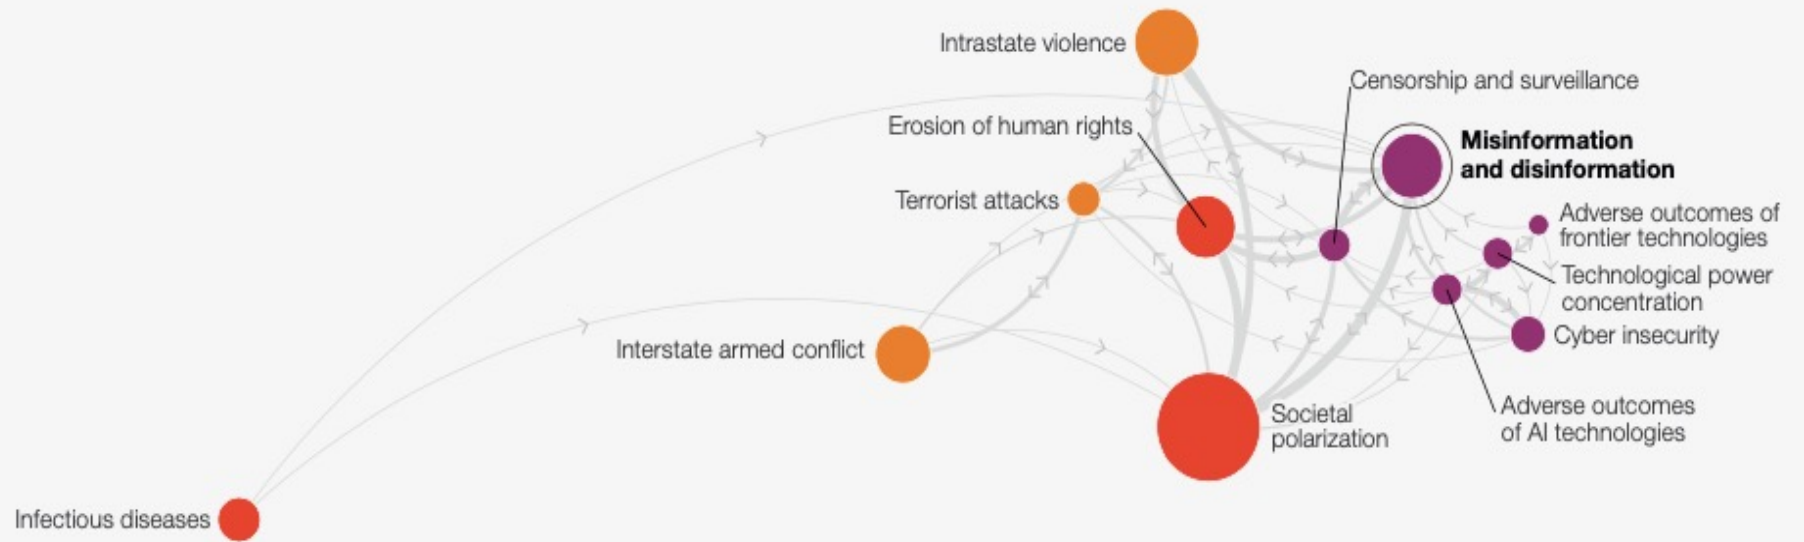 Intrastate violence
Censorship and surveillance
Erosion of human rights
Misinformation
and disinformation
Terrorist attacks
Adverse outcomes of
frontier technologies
Technological power
concentration
Interstate armed conflict
Cyber insecurity
Societal
polarization
Adverse outcomes
of AI technologies
Infectious diseases